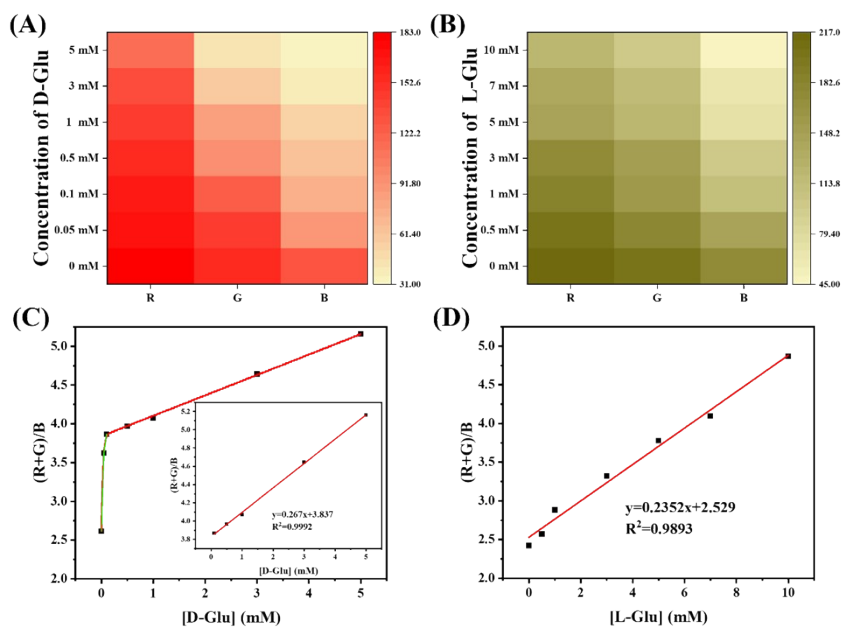 (A)
Concentration of D-Glu
5 mM
3 mM
1 mM
0.5 mM
0.1 mM
0.05 mM
0 mM
R G B
183.0
152.6
122.2
91.80
61.40
31.00
(B)
Concentration of L-Glu
10 mM
7 mM
5 mM
3 mM
1 mM
0.5 mM
0 mM
R G B
217.0
182.6
148.2
113.8
79.40
45.00
(C)
(R+G)/B
5.0
4.5
4.0
3.5
3.0
2.5
2.0
0 1 2 3 4 5
[D-Glu] (mM)
(R+G)/B
5.2
5.0
4.8
4.6
4.4
4.2
4.0
3.8
y=0.267x+3.837
R²=0.9992
0 1 2 3 4 5
[D-Glu] (mM)
(D)
(R+G)/B
5.0
4.5
4.0
3.5
3.0
2.5
2.0
y=0.2352x+2.529
R²=0.9893
0 2 4 6 8 10
[L-Glu] (mM)